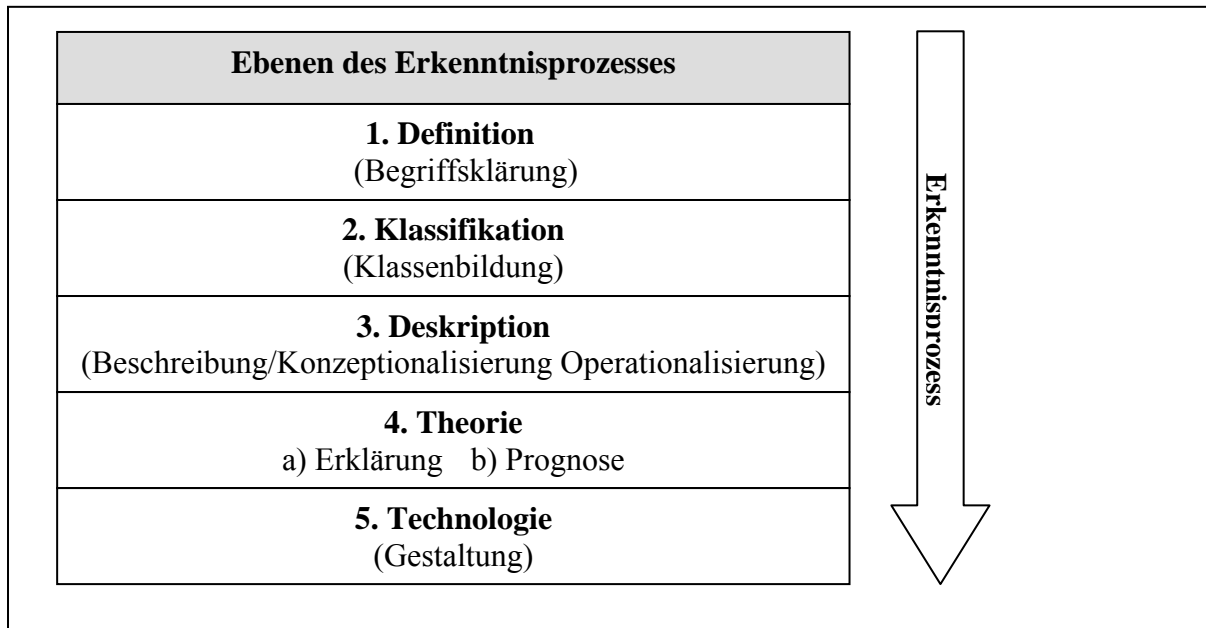 Ebenen des Erkenntnisprozesses
1. Definition
(Begriffsklärung)
2. Klassifikation
(Klassenbildung)
3. Deskription
(Beschreibung/Konzeptionalisierung Operationalisierung)
4. Theorie
a) Erklärung b) Prognose
5. Technologie
(Gestaltung)
Erkenntnisprozess